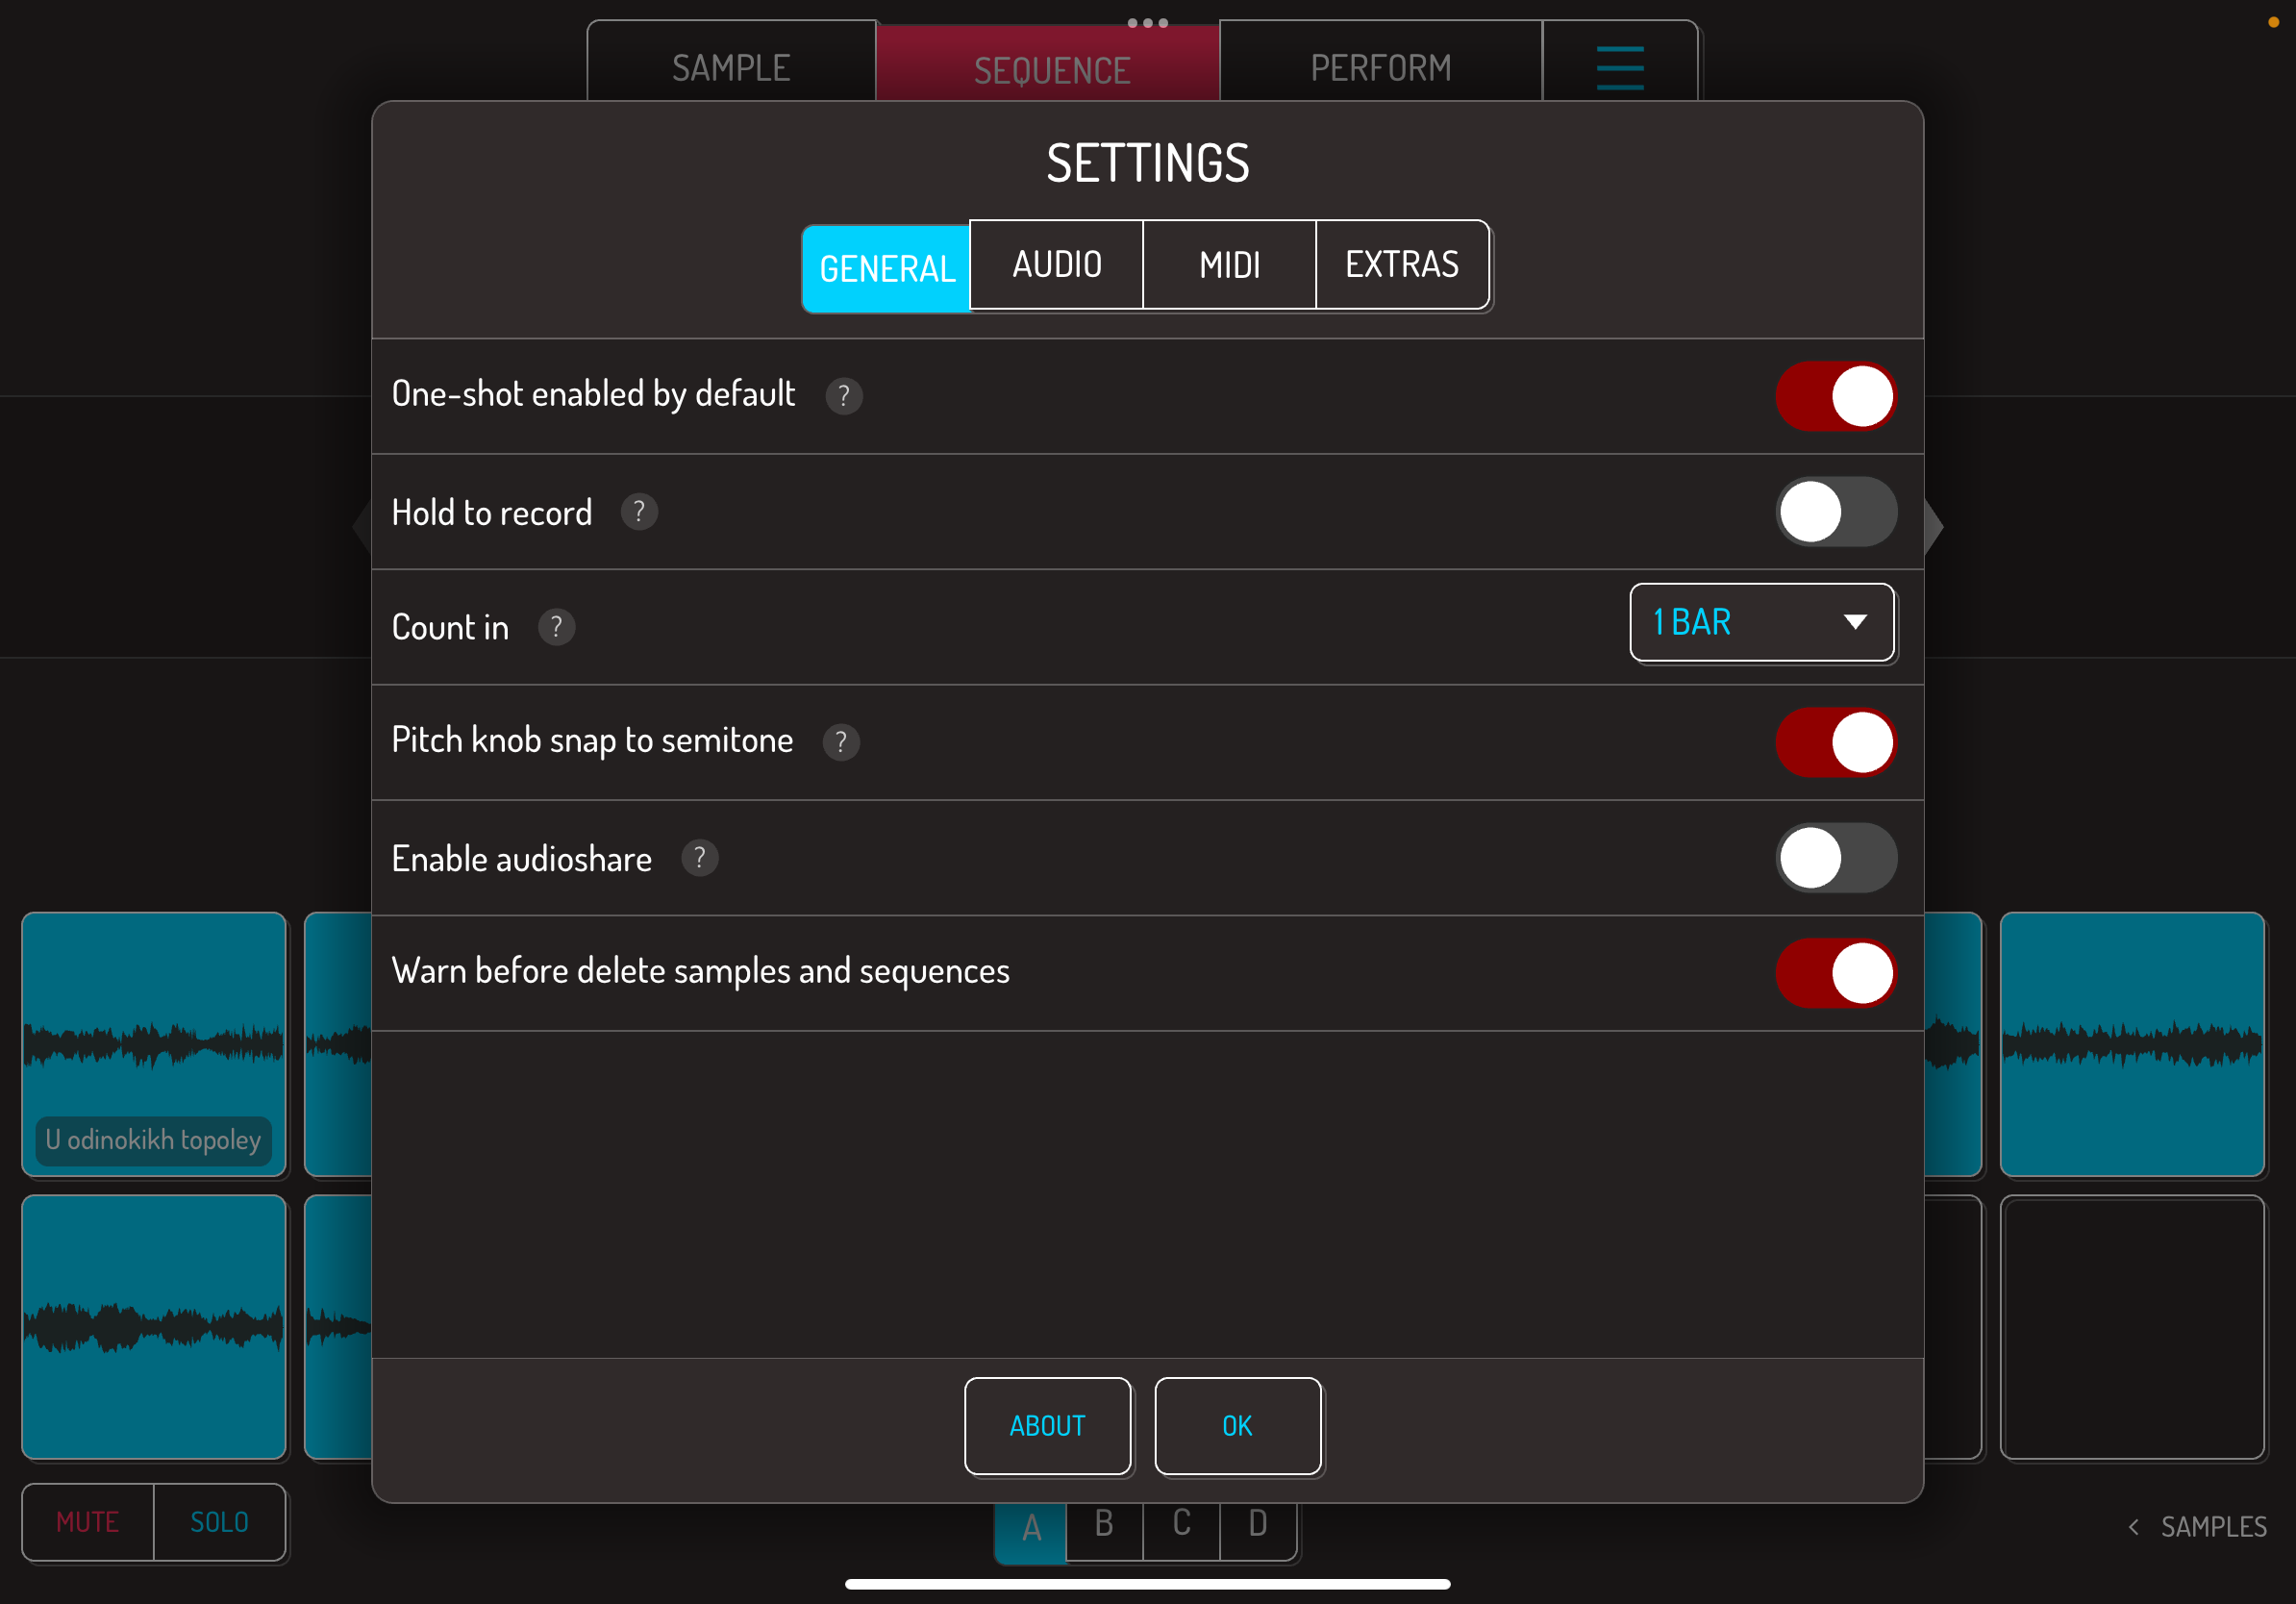 SAMPLE
SEQUENCE
PERFORM
SETTINGS
GENERAL
AUDIO
MIDI
EXTRAS
One-shot enabled by default ?
Hold to record ?
Count in ?
1 BAR
Pitch knob snap to semitone ?
Enable audioshare ?
Warn before delete samples and sequences
U odinokikh topoley
ABOUT
OK
MUTE
SOLO
A
B
C
D
< SAMPLES